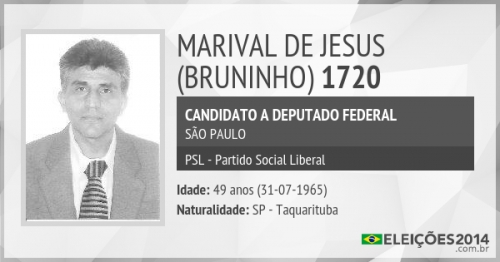 MARIVAL DE JESUS
(BRUNINHO) 1720
CANDIDATO A DEPUTADO FEDERAL
SÃO PAULO
PSL - Partido Social Liberal
Idade: 49 anos (31-07-1965)
Naturalidade: SP - Taquarituba
ELEIÇÕES2014
.com.br